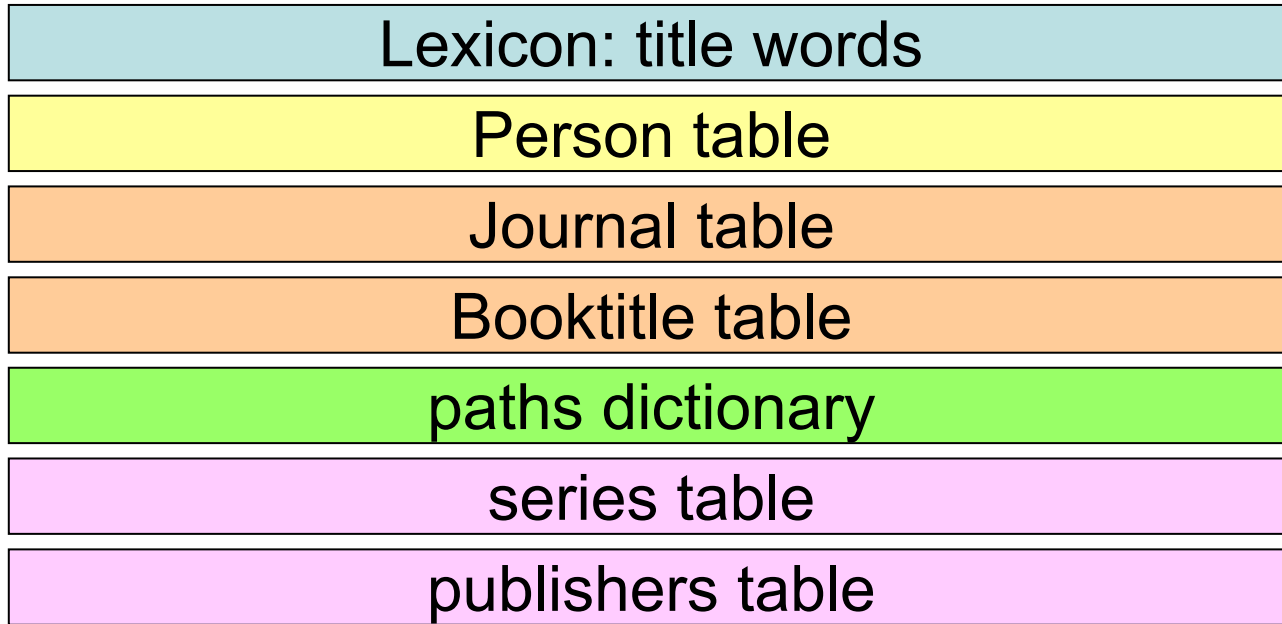 Lexicon: title words
Person table
Journal table
Booktitle table
paths dictionary
series table
publishers table